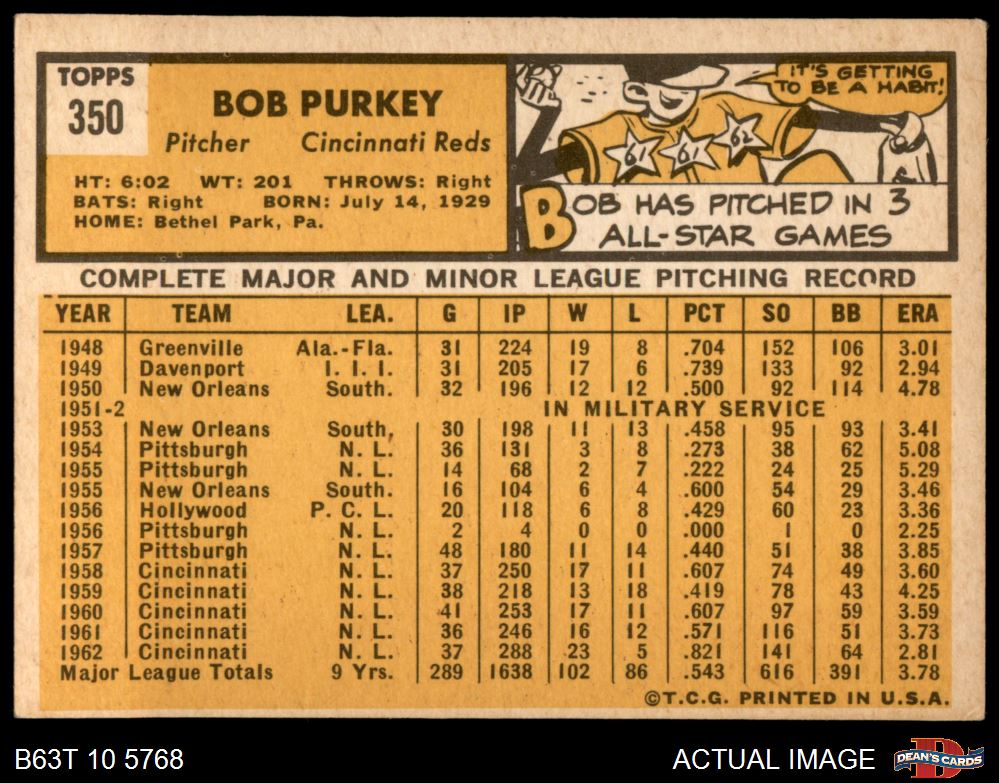 TOPPS
350
BOB PURKEY
Pitcher Cincinnati Reds
HT: 6:02 WT: 201 THROWS: Right
BATS: Right BORN: July 14, 1929
HOME: Bethel Park, Pa.
IT'S GETTING
TO BE A HABIT!
61 61 62
BOB HAS PITCHED IN 3
ALL-STAR GAMES
COMPLETE MAJOR AND MINOR LEAGUE PITCHING RECORD
YEAR TEAM LEA. G IP W L PCT SO BB ERA
1948 Greenville Ala.-Fla. 31 224 19 8 .704 152 106 3.01
1949 Davenport I. I. I. 31 205 17 6 .739 133 92 2.94
1950 New Orleans South. 32 196 12 12 .500 92 114 4.78
1951-2 IN MILITARY SERVICE
1953 New Orleans South, 30 198 11 13 .458 95 93 3.41
1954 Pittsburgh N. L. 36 131 3 8 .273 38 62 5.08
1955 Pittsburgh N. L. 14 68 2 7 .222 24 25 5.29
1955 New Orleans South. 16 104 6 4 .600 54 29 3.46
1956 Hollywood P. C. L. 20 118 6 8 .429 60 23 3.36
1956 Pittsburgh N. L. 2 4 0 0 .000 1 0 2.25
1957 Pittsburgh N. L. 48 180 11 14 .440 51 38 3.85
1958 Cincinnati N. L. 37 250 17 11 .607 74 49 3.60
1959 Cincinnati N. L. 38 218 13 18 .419 78 43 4.25
1960 Cincinnati N. L. 41 253 17 11 .607 97 59 3.59
1961 Cincinnati N. L. 36 246 16 12 .571 116 51 3.73
1962 Cincinnati N. L. 37 288 23 5 .821 141 64 2.81
Major League Totals 9 Yrs. 289 1638 102 86 .543 616 391 3.78
©T.C.G. PRINTED IN U.S.A.
B63T 10 5768
ACTUAL IMAGE
D
DEAN'S CARDS